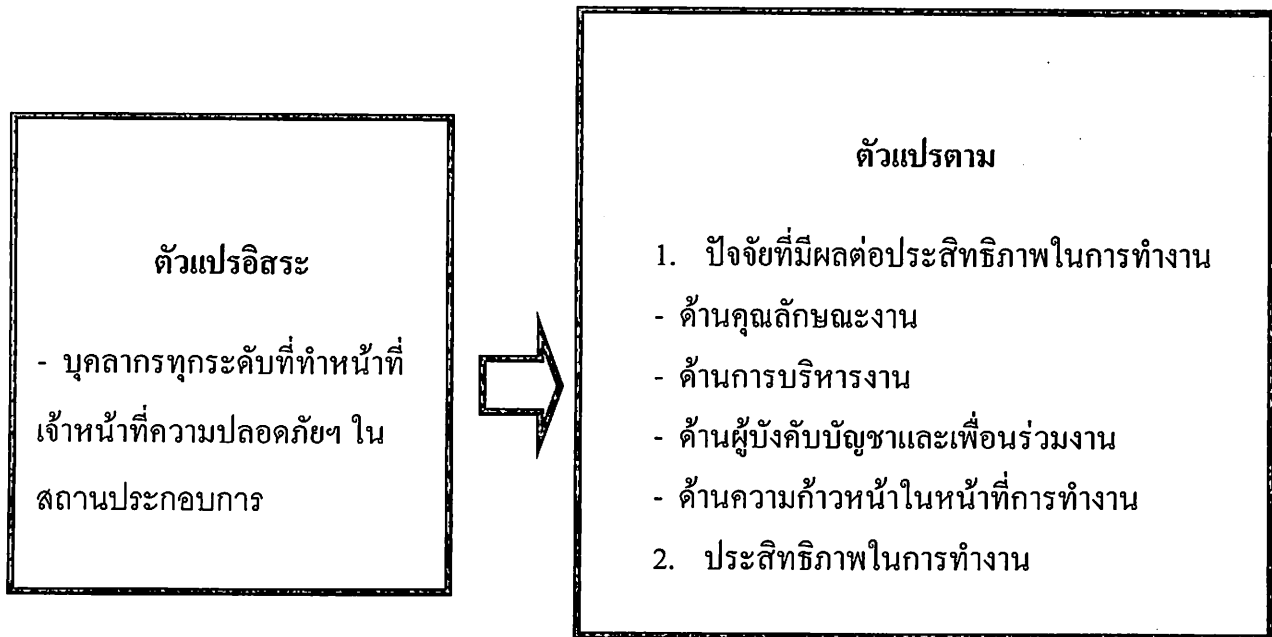 ตัวแปรอิสระ
- บุคลากรทุกระดับที่ทำหน้าที่
เจ้าหน้าที่ความปลอดภัยฯ ใน
สถานประกอบการ
ตัวแปรตาม
1. ปัจจัยที่มีผลต่อประสิทธิภาพในการทำงาน
- ด้านคุณลักษณะงาน
- ด้านการบริหารงาน
- ด้านผู้บังคับบัญชาและเพื่อนร่วมงาน
- ด้านความก้าวหน้าในหน้าที่การทำงาน
2. ประสิทธิภาพในการทำงาน